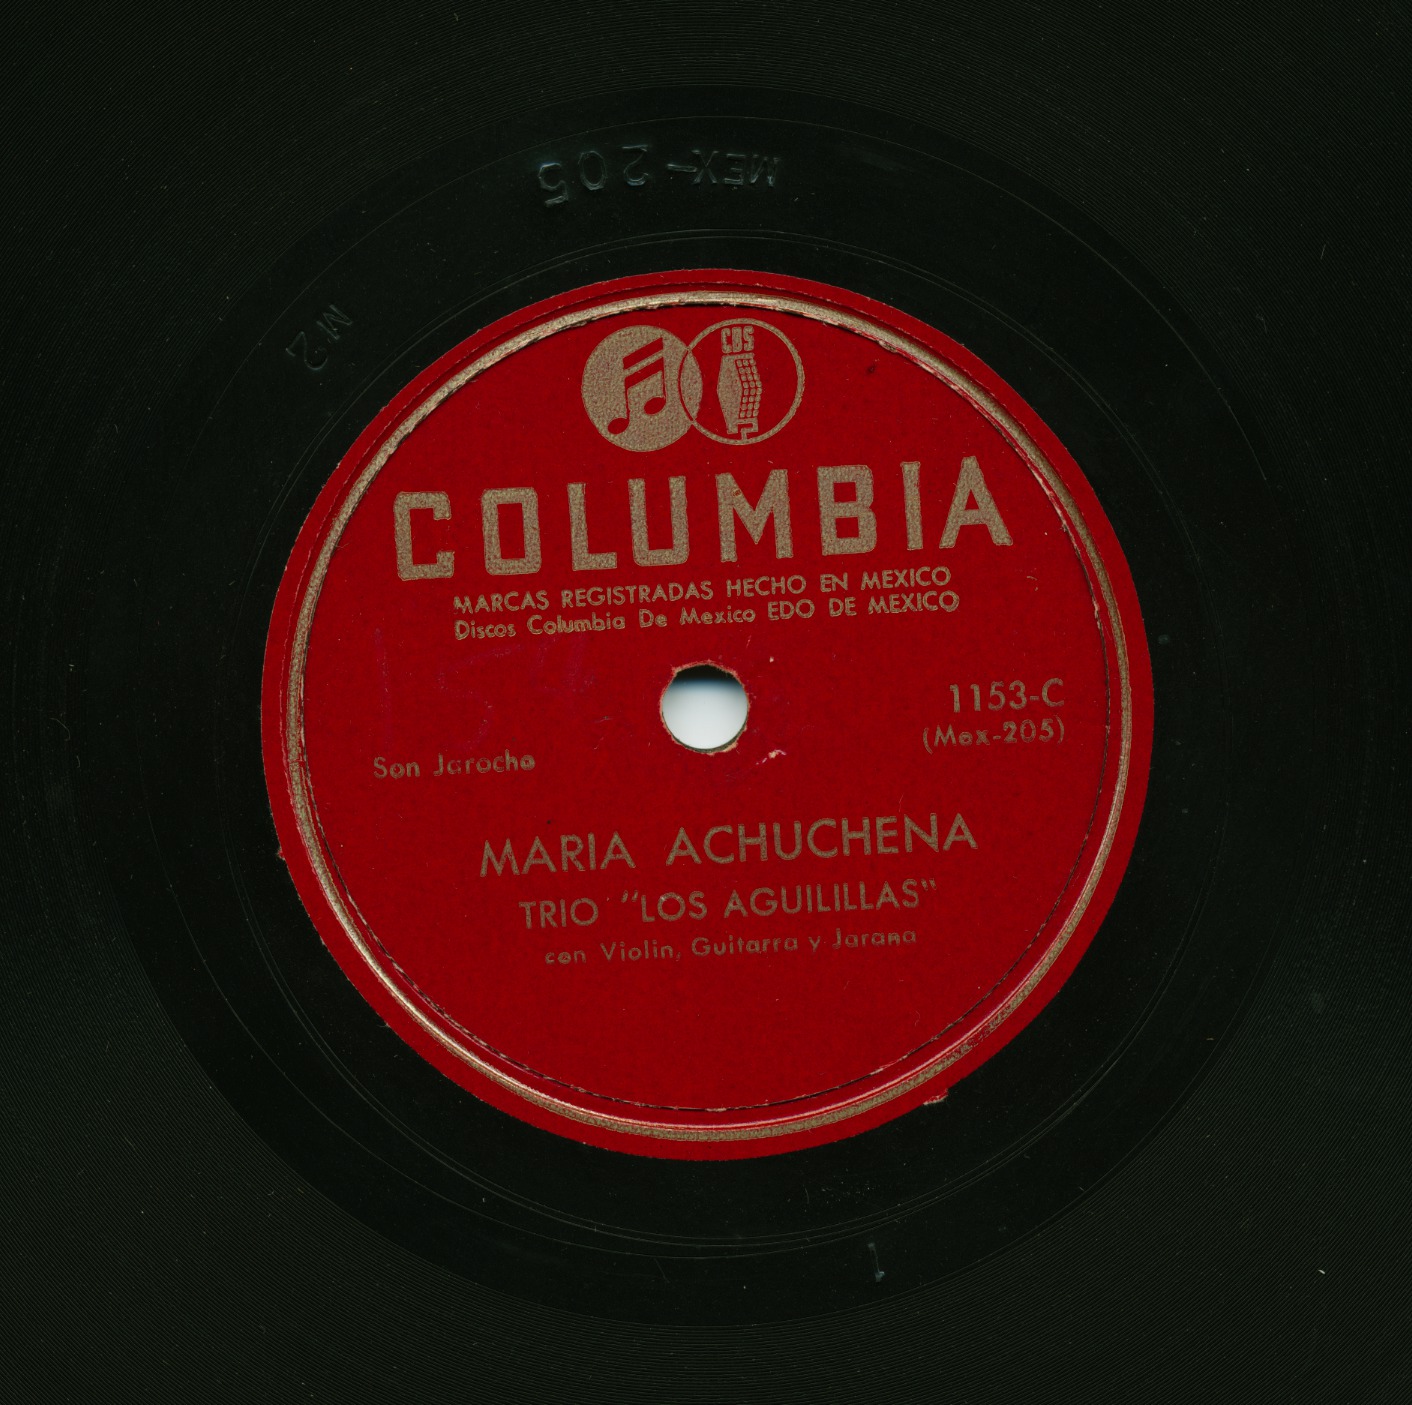 MEX-205
M2
CBS
COLUMBIA
MARCAS REGISTRADAS HECHO EN MEXICO
Discos Columbia De Mexico EDO DE MEXICO
1153-C
(Mex-205)
Son Jarocho
MARIA ACHUCHENA
TRIO "LOS AGUILILLAS"
con Violin, Guitarra y Jarana
1